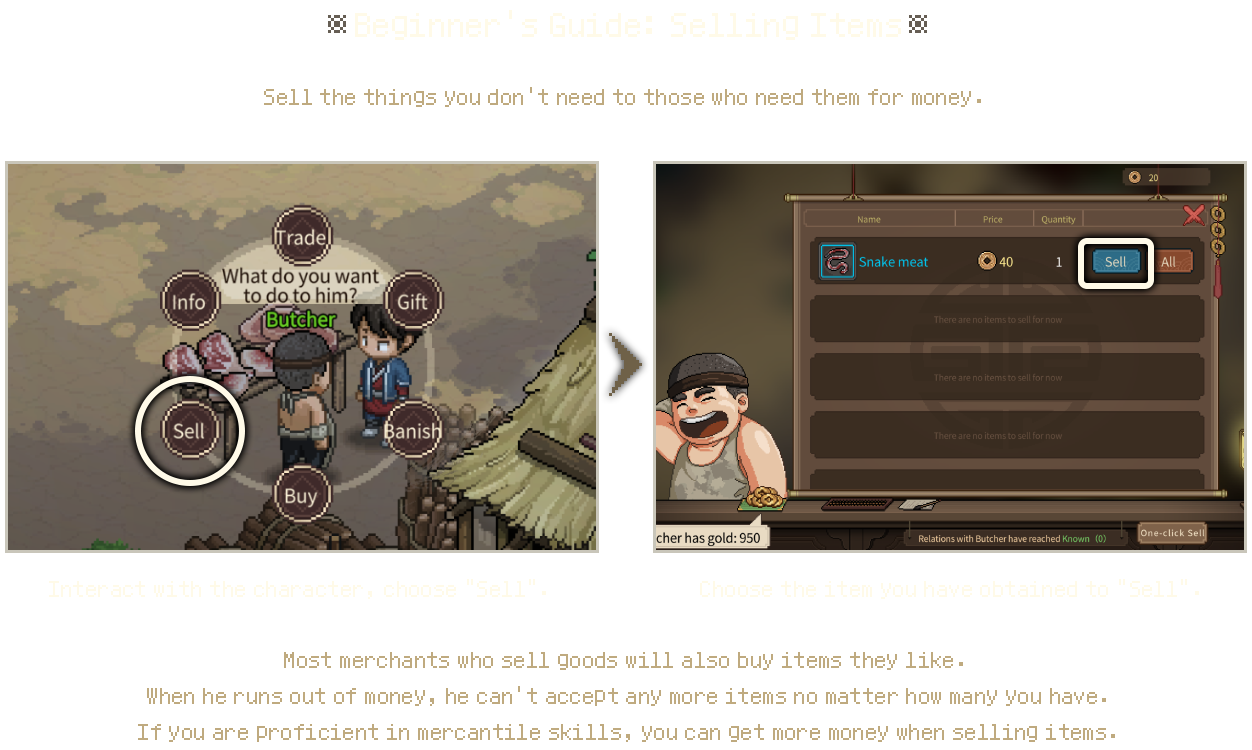 ※Beginner's Guide: Selling Items※
Sell the things you don't need to those who need them for money.
Trade
What do you want
to do to him?
Info
Gift
Butcher
Sell
Banish
Buy
20
Name Price Quantity
Snake meat 40 1 Sell All
There are no items to sell for now
There are no items to sell for now
There are no items to sell for now
cher has gold: 950
Relations with Butcher have reached Known (0)
One-click Sell
Interact with the character, choose "Sell".
Choose the item you have obtained to "Sell".
Most merchants who sell goods will also buy items they like.
When he runs out of money, he can't accept any more items no matter how many you have.
If you are proficient in mercantile skills, you can get more money when selling items.